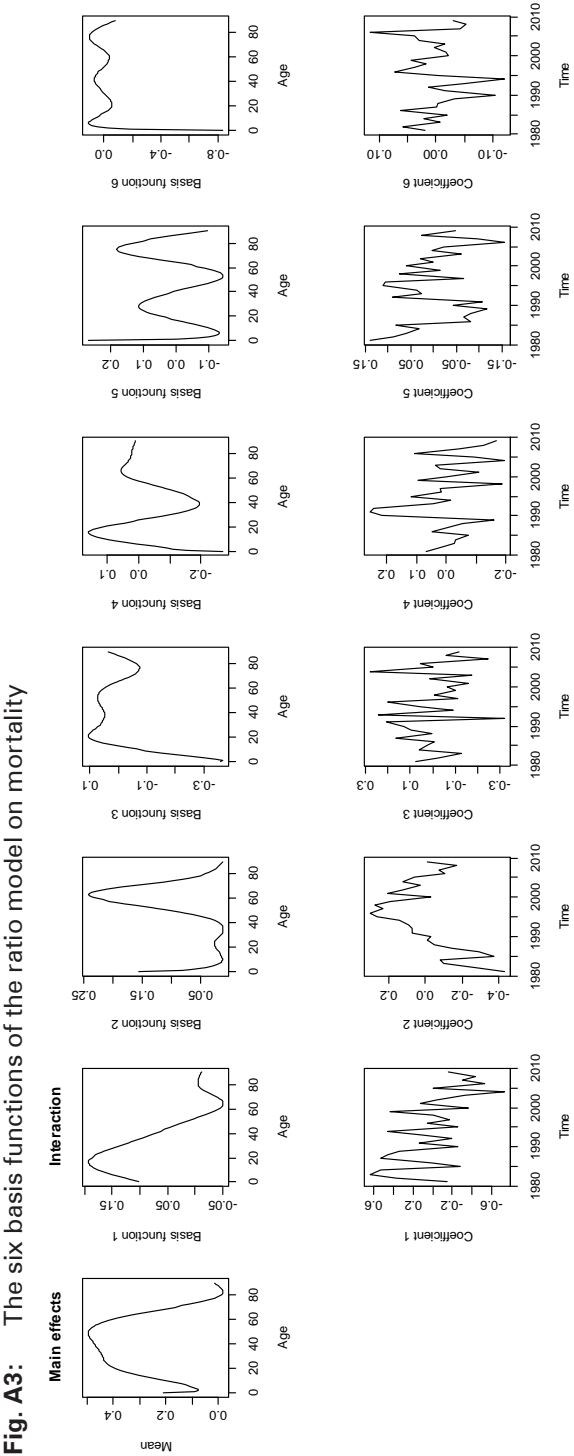 Fig. A3: The six basis functions of the ratio model on mortality
Main effects
Interaction
Mean
0.4
0.2
0.0
0 20 40 60 80
Age
Basis function 1
0.15
0.05
-0.05
0 20 40 60 80
Age
Basis function 2
0.25
0.15
0.05
0 20 40 60 80
Age
Basis function 3
0.1
-0.1
-0.3
0 20 40 60 80
Age
Basis function 4
0.1
0.0
-0.2
0 20 40 60 80
Age
Basis function 5
0.2
0.1
0.0
-0.1
0 20 40 60 80
Age
Basis function 6
0.0
-0.4
-0.8
0 20 40 60 80
Age
Coefficient 1
0.6
0.2
-0.2
-0.6
1980 1990 2000 2010
Time
Coefficient 2
0.2
0.0
-0.2
-0.4
1980 1990 2000 2010
Time
Coefficient 3
0.3
0.1
-0.1
-0.3
1980 1990 2000 2010
Time
Coefficient 4
0.2
0.1
0.0
-0.2
1980 1990 2000 2010
Time
Coefficient 5
0.15
0.05
-0.05
-0.15
1980 1990 2000 2010
Time
Coefficient 6
0.10
0.00
-0.10
1980 1990 2000 2010
Time